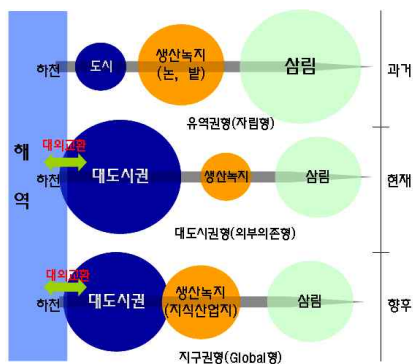 해
역
하전
도시
생산녹지
(논, 밭)
삼림
과거
유역권형(자립형)
대외교환
하전
대도시권
생산녹지
삼림
현재
대도시권형(외부의존형)
대외교환
하전
대도시권
생산녹지
(지식산업지)
삼림
향후
지구권형(Global형)